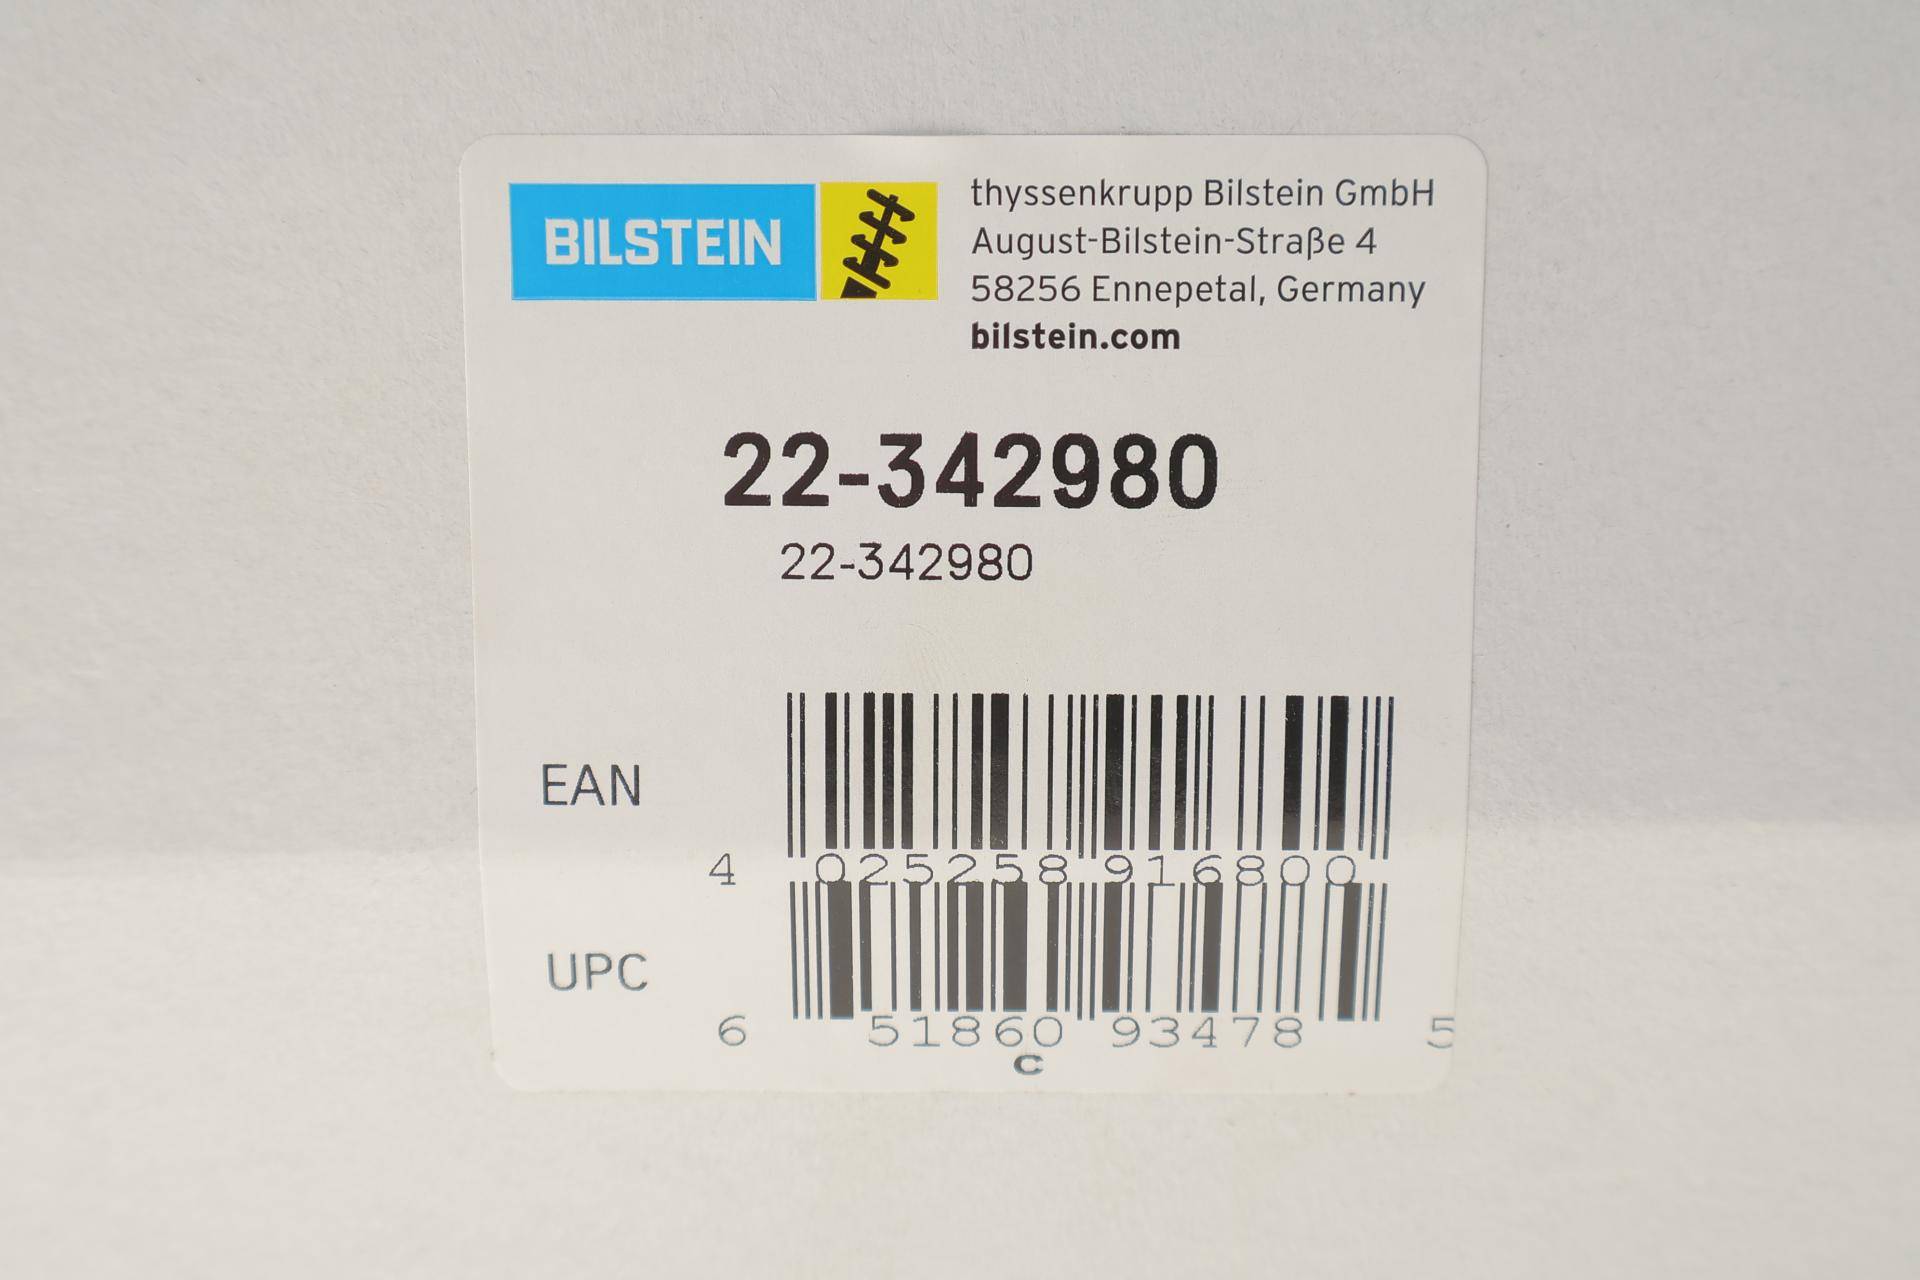 BILSTEIN
thyssenkrupp Bilstein GmbH
August-Bilstein-Straße 4
58256 Ennepetal, Germany
bilstein.com
22-342980
22-342980
EAN
4 025258 916800
UPC
6 51860 93478 5
C